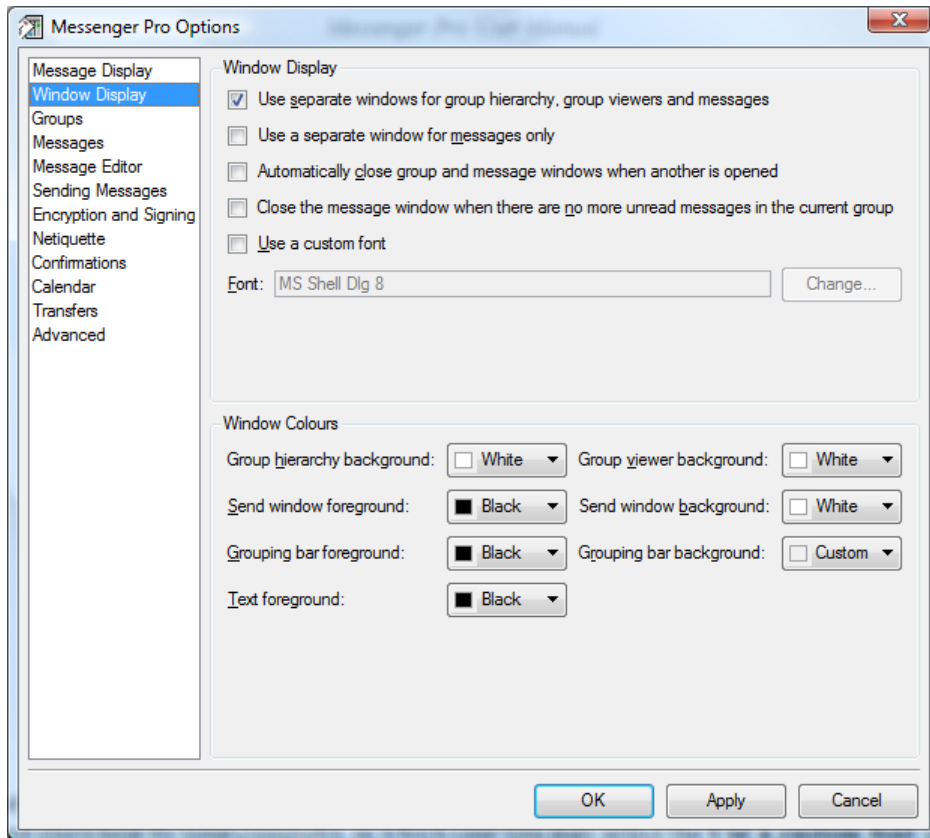 Messenger Pro Options
Messenger Pro User Manual
Message Display
Window Display
Groups
Messages
Message Editor
Sending Messages
Encryption and Signing
Netiquette
Confirmations
Calendar
Transfers
Advanced
Window Display
Use separate windows for group hierarchy, group viewers and messages
Use a separate window for messages only
Automatically close group and message windows when another is opened
Close the message window when there are no more unread messages in the current group
Use a custom font
Font: MS Shell Dlg 8 Change...
Window Colours
Group hierarchy background: White Group viewer background: White
Send window foreground: Black Send window background: White
Grouping bar foreground: Black Grouping bar background: Custom
Text foreground: Black
OK Apply Cancel